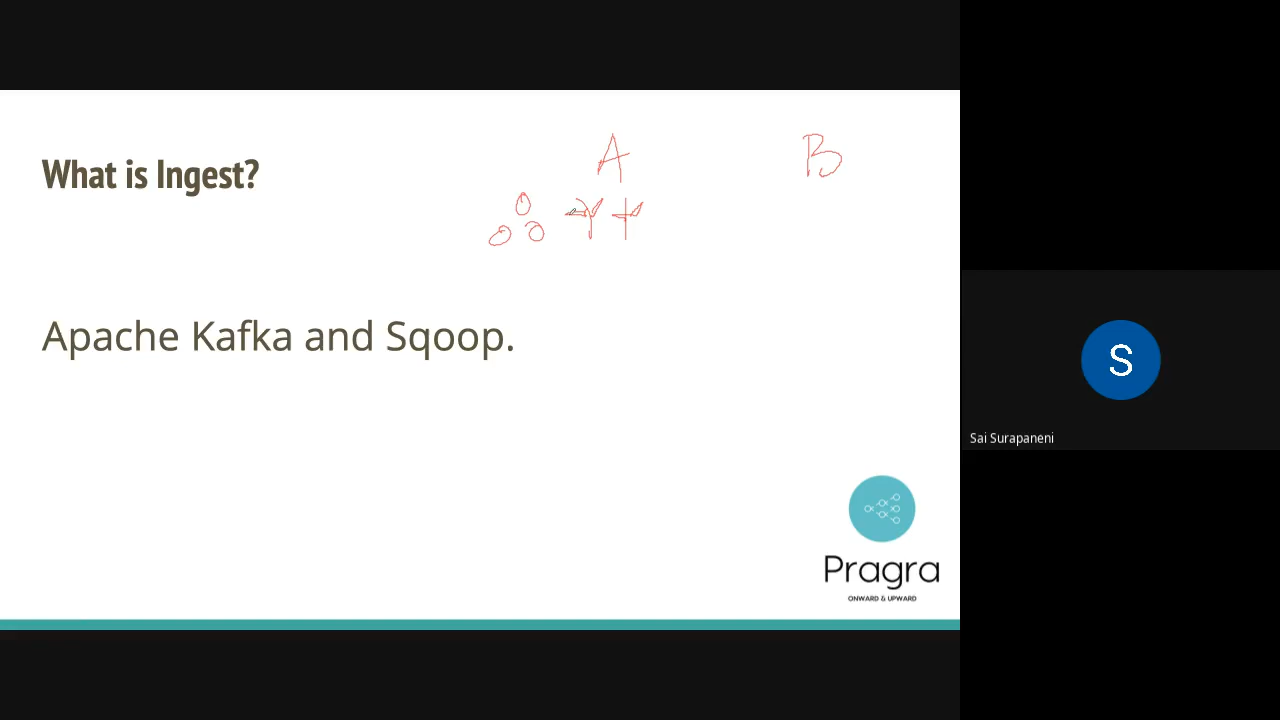 What is Ingest?
A B
Apache Kafka and Sqoop.
S
Sai Surapaneni
Pragra
ONWARD & UPWARD